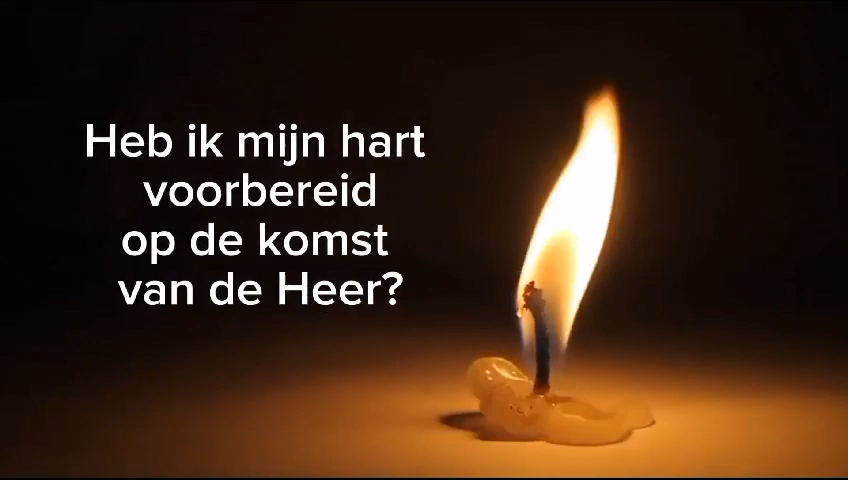 Heb ik mijn hart
voorbereid
op de komst
van de Heer?